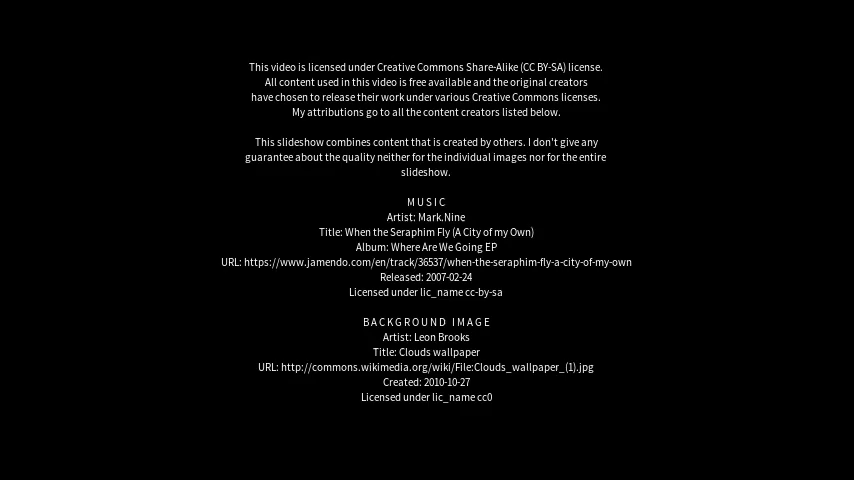 This video is licensed under Creative Commons Share-Alike (CC BY-SA) license.
All content used in this video is free available and the original creators
have chosen to release their work under various Creative Commons licenses.
My attributions go to all the content creators listed below.
This slideshow combines content that is created by others. I don't give any
guarantee about the quality neither for the individual images nor for the entire
slideshow.
M U S I C
Artist: Mark.Nine
Title: When the Seraphim Fly (A City of my Own)
Album: Where Are We Going EP
URL: https://www.jamendo.com/en/track/36537/when-the-seraphim-fly-a-city-of-my-own
Released: 2007-02-24
Licensed under lic_name cc-by-sa
B A C K G R O U N D   I M A G E
Artist: Leon Brooks
Title: Clouds wallpaper
URL: http://commons.wikimedia.org/wiki/File:Clouds_wallpaper_(1).jpg
Created: 2010-10-27
Licensed under lic_name cc0